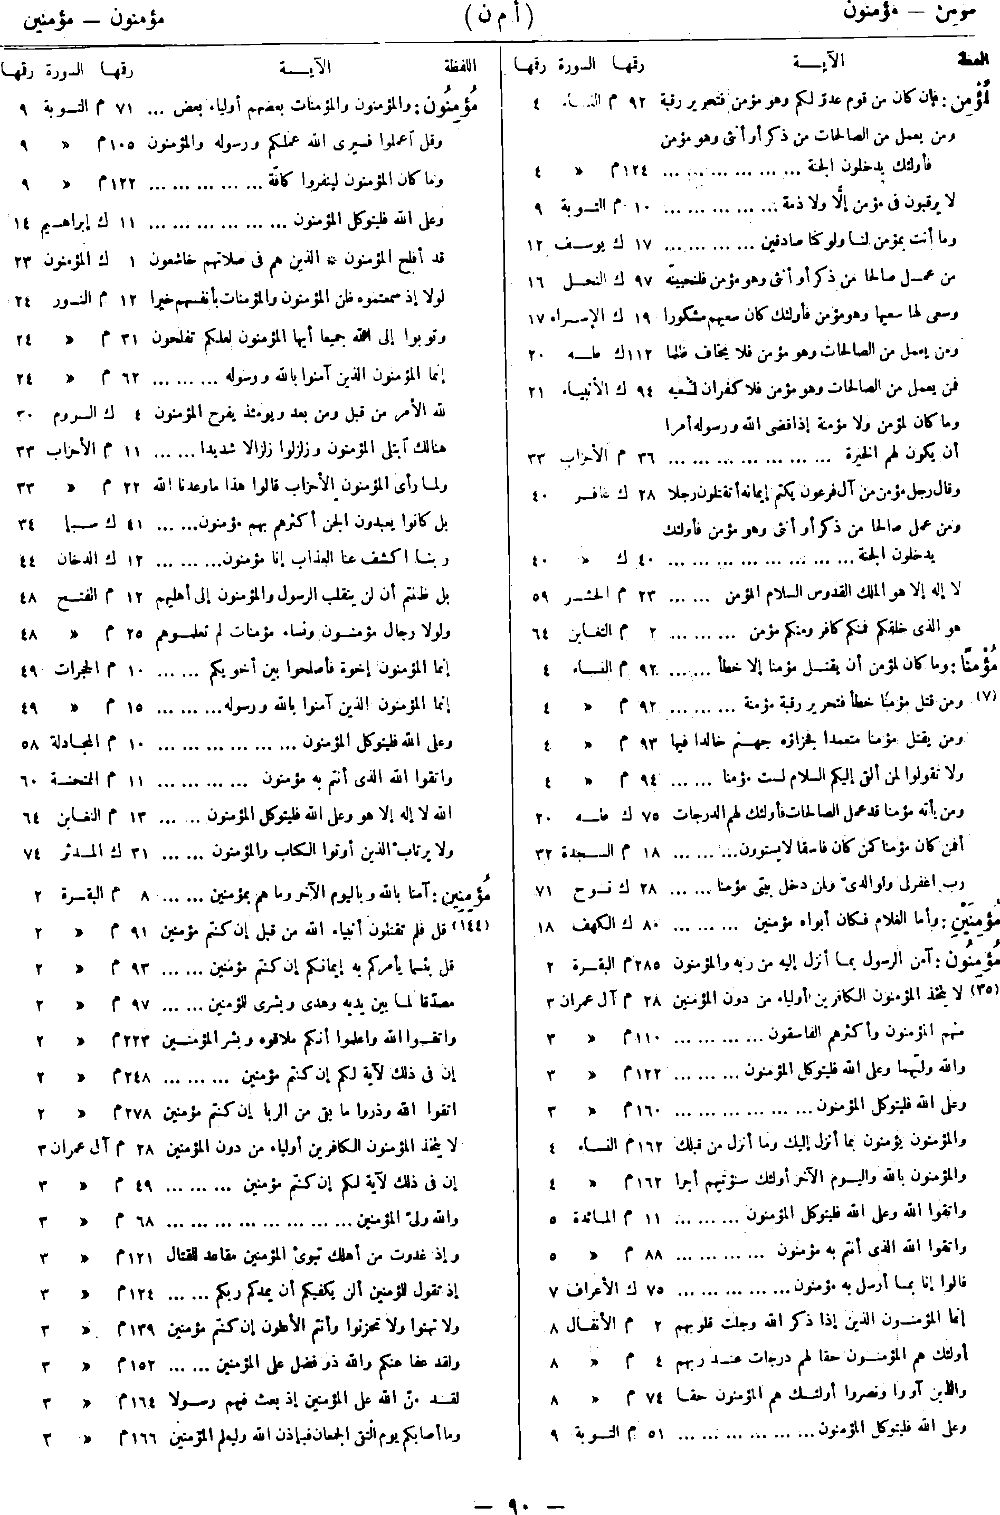 مؤمن — مؤمنون
( أ م ن )
مؤمنون — مؤمنين
اللفظة الآيــة رقمها السورة رقمها
مُؤْمِن : فإن كان من قوم عدوّ لكم وهو مؤمن فتحرير رقبة ٩٢ م النساء ٤
ومن يعمل من الصالحات من ذكر أو أنثى وهو مؤمن
فأولئك يدخلون الجنة ... ... ... ... ... ١٢٤ م » ٤
لا يرقبون فى مؤمن إلًّا ولا ذمة ... ... ... ... ١٠ م التوبة ٩
وما أنت بمؤمن لنا ولو كنا صادقين ... ... ... ١٧ ك يوسف ١٢
من عمل صالحا من ذكر أو أنثى وهو مؤمن فلنحيينّه ٩٧ ك النحل ١٦
وسعى لها سعيها وهو مؤمن فأولئك كان سعيهم مشكورا ١٩ ك الإسراء ١٧
ومن يعمل من الصالحات وهو مؤمن فلا يخاف ظلما ١١٢ ك طه ٢٠
فمن يعمل من الصالحات وهو مؤمن فلا كفران لسعيه ٩٤ ك الأنبياء ٢١
وما كان لمؤمن ولا مؤمنة إذا قضى الله ورسوله أمرا
أن يكون لهم الخيرة ... ... ... ... ... ... ٣٦ م الأحزاب ٣٣
وقال رجل مؤمن من آل فرعون يكتم إيمانه أتقتلون رجلا ٢٨ ك غافر ٤٠
ومن عمل صالحا من ذكر أو أنثى وهو مؤمن فأولئك
يدخلون الجنة ... ... ... ... ... ... ... ٤٠ ك » ٤٠
لا إله إلا هو الملك القدوس السلام المؤمن ... ... ٢٣ م الحشر ٥٩
هو الذى خلقكم فمنكم كافر ومنكم مؤمن ... ... ... ٢ م التغابن ٦٤
مُؤْمِنًا : وما كان لمؤمن أن يقتل مؤمنا إلا خطأ ... ... ٩٢ م النساء ٤
(٧) ومن قتل مؤمنًا خطأ فتحرير رقبة مؤمنة ... ... ... ٩٢ م » ٤
ومن يقتل مؤمنا متعمدا فجزاؤه جهنم خالدا فيها ٩٣ م » ٤
ولا تقولوا لمن ألقى إليكم السلام لست مؤمنا ... ... ٩٤ م » ٤
ومن يأته مؤمنا قد عمل الصالحات فأولئك لهم الدرجات ٧٥ ك طه ٢٠
أفمن كان مؤمنا كمن كان فاسقا لا يستوون ... ... ... ١٨ م السجدة ٣٢
رب اغفر لى ولوالدىّ ولمن دخل بيتى مؤمنا ... ... ٢٨ ك نوح ٧١
مُؤْمِنَيْنِ : وأما الغلام فكان أبواه مؤمنين ... ... ... ٨٠ ك الكهف ١٨
مُؤْمِنُون : آمن الرسول بما أنزل إليه من ربه والمؤمنون ٢٨٥ م البقرة ٢
(٣٥) لا يتخذ المؤمنون الكافرين أولياء من دون المؤمنين ٢٨ م آل عمران ٣
منهم المؤمنون وأكثرهم الفاسقون ... ... ... ... ١١٠ م » ٣
والله وليّهما وعلى الله فليتوكل المؤمنون ... ... ... ١٢٢ م » ٣
وعلى الله فليتوكل المؤمنون ... ... ... ... ... ١٦٠ م » ٣
والمؤمنون يؤمنون بما أنزل إليك وما أنزل من قبلك ١٦٢ م النساء ٤
والمؤمنون بالله واليوم الآخر أولئك سنؤتيهم أجرا ١٦٢ م » ٤
واتقوا الله وعلى الله فليتوكل المؤمنون ... ... ... ١١ م المائدة ٥
واتقوا الله الذى أنتم به مؤمنون ... ... ... ... ٨٨ م » ٥
قالوا إنا بما أرسل به مؤمنون ... ... ... ... ... ٧٥ ك الأعراف ٧
إنما المؤمنون الذين إذا ذكر الله وجلت قلوبهم ٢ م الأنفال ٨
أولئك هم المؤمنون حقا لهم درجات عند ربهم ٤ م » ٨
والذين آووا ونصروا أولئك هم المؤمنون حقا ٧٤ م » ٨
وعلى الله فليتوكل المؤمنون ... ... ... ... ... ٥١ م التوبة ٩
اللفظة الآيــة رقمها السورة رقمها
مُؤْمِنُون : والمؤمنون والمؤمنات بعضهم أولياء بعض ... ٧١ م التوبة ٩
وقل اعملوا فسيرى الله عملكم ورسوله والمؤمنون ١٠٥ م » ٩
وما كان المؤمنون لينفروا كافّة ... ... ... ... ... ١٢٢ م » ٩
وعلى الله فليتوكل المؤمنون ... ... ... ... ... ١١ ك إبراهيم ١٤
قد أفلح المؤمنون * الذين هم فى صلاتهم خاشعون ١ ك المؤمنون ٢٣
لولا إذ سمعتموه ظن المؤمنون والمؤمنات بأنفسهم خيرا ١٢ م النور ٢٤
وتوبوا إلى الله جميعا أيها المؤمنون لعلكم تفلحون ٣١ م » ٢٤
إنما المؤمنون الذين آمنوا بالله ورسوله ... ... ... ٦٢ م » ٢٤
لله الأمر من قبل ومن بعد ويومئذ يفرح المؤمنون ٤ ك الروم ٣٠
هنالك ابتلى المؤمنون وزلزلوا زلزالا شديدا ... ... ١١ م الأحزاب ٣٣
ولما رأى المؤمنون الأحزاب قالوا هذا ما وعدنا الله ٢٢ م » ٣٣
بل كانوا يعبدون الجن أكثرهم بهم مؤمنون ... ... ٤١ ك سبا ٣٤
ربنا اكشف عنا العذاب إنا مؤمنون ... ... ... ١٢ ك الدخان ٤٤
بل ظننتم أن لن ينقلب الرسول والمؤمنون إلى أهليهم ١٢ م الفتح ٤٨
ولولا رجال مؤمنون ونساء مؤمنات لم تعلموهم ٢٥ م » ٤٨
إنما المؤمنون إخوة فأصلحوا بين أخويكم ... ... ١٠ م الحجرات ٤٩
إنما المؤمنون الذين آمنوا بالله ورسوله ... ... ... ١٥ م » ٤٩
وعلى الله فليتوكل المؤمنون ... ... ... ... ... ١٠ م المجادلة ٥٨
واتقوا الله الذى أنتم به مؤمنون ... ... ... ... ١١ م الممتحنة ٦٠
الله لا إله إلا هو وعلى الله فليتوكل المؤمنون ... ... ١٣ م التغابن ٦٤
ولا يرتاب الذين أوتوا الكتاب والمؤمنون ... ... ٣١ ك المدثر ٧٤
مُؤْمِنِين : آمنا بالله وباليوم الآخر وما هم بمؤمنين ... ... ٨ م البقرة ٢
(١٤٤) قل فلم تقتلون أنبياء الله من قبل إن كنتم مؤمنين ٩١ م » ٢
قل بئسما يأمركم به إيمانكم إن كنتم مؤمنين ... ... ٩٣ م » ٢
مصدّقا لما بين يديه وهدى وبشرى للمؤمنين ... ... ٩٧ م » ٢
واتقوا الله واعلموا أنكم ملاقوه وبشر المؤمنين ٢٢٣ م » ٢
إن فى ذلك لآية لكم إن كنتم مؤمنين ... ... ... ٢٤٨ م » ٢
اتقوا الله وذروا ما بقى من الربا إن كنتم مؤمنين ٢٧٨ م » ٢
لا يتخذ المؤمنون الكافرين أولياء من دون المؤمنين ٢٨ م آل عمران ٣
إن فى ذلك لآية لكم إن كنتم مؤمنين ... ... ... ٤٩ م » ٣
والله ولىّ المؤمنين ... ... ... ... ... ... ... ٦٨ م » ٣
وإذ غدوت من أهلك تبوئ المؤمنين مقاعد للقتال ١٢١ م » ٣
إذ تقول للمؤمنين ألن يكفيكم أن يمدكم ربكم ... ... ١٢٤ م » ٣
ولا تهنوا ولا تحزنوا وأنتم الأعلون إن كنتم مؤمنين ١٣٩ م » ٣
ولقد عفا عنكم والله ذو فضل على المؤمنين ... ... ١٥٢ م » ٣
لقد منّ الله على المؤمنين إذ بعث فيهم رسولا ١٦٤ م » ٣
وما أصابكم يوم التقى الجمعان فبإذن الله وليعلم المؤمنين ١٦٦ م » ٣
— ٩٠ —